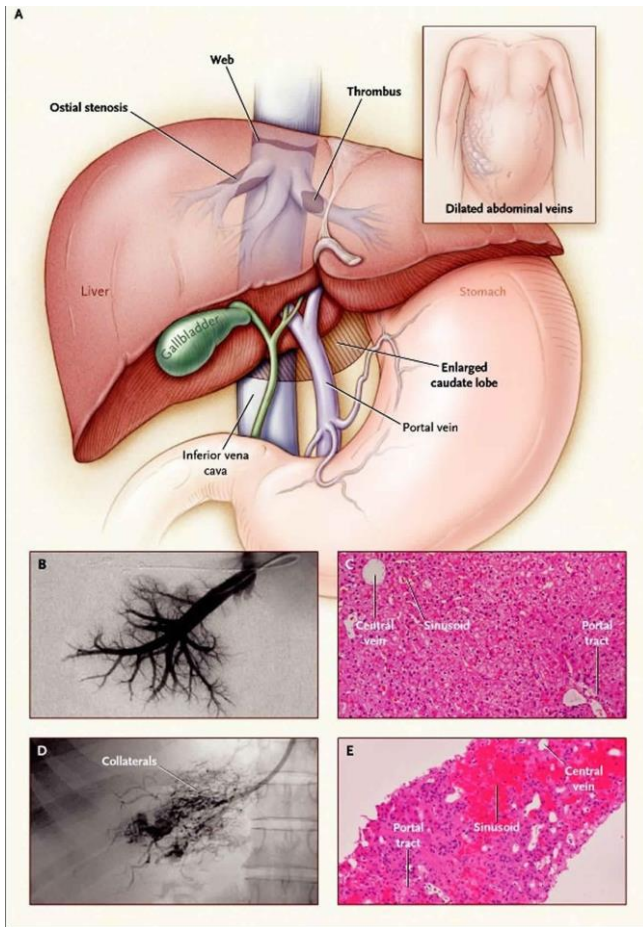 A
Web
Ostial stenosis
Thrombus
Dilated abdominal veins
Liver
Gallbladder
Stomach
Enlarged
caudate lobe
Portal vein
Inferior vena
cava
B
C
Central
vein
Sinusoid
Portal
tract
D
Collaterals
E
Central
vein
Portal
tract
Sinusoid